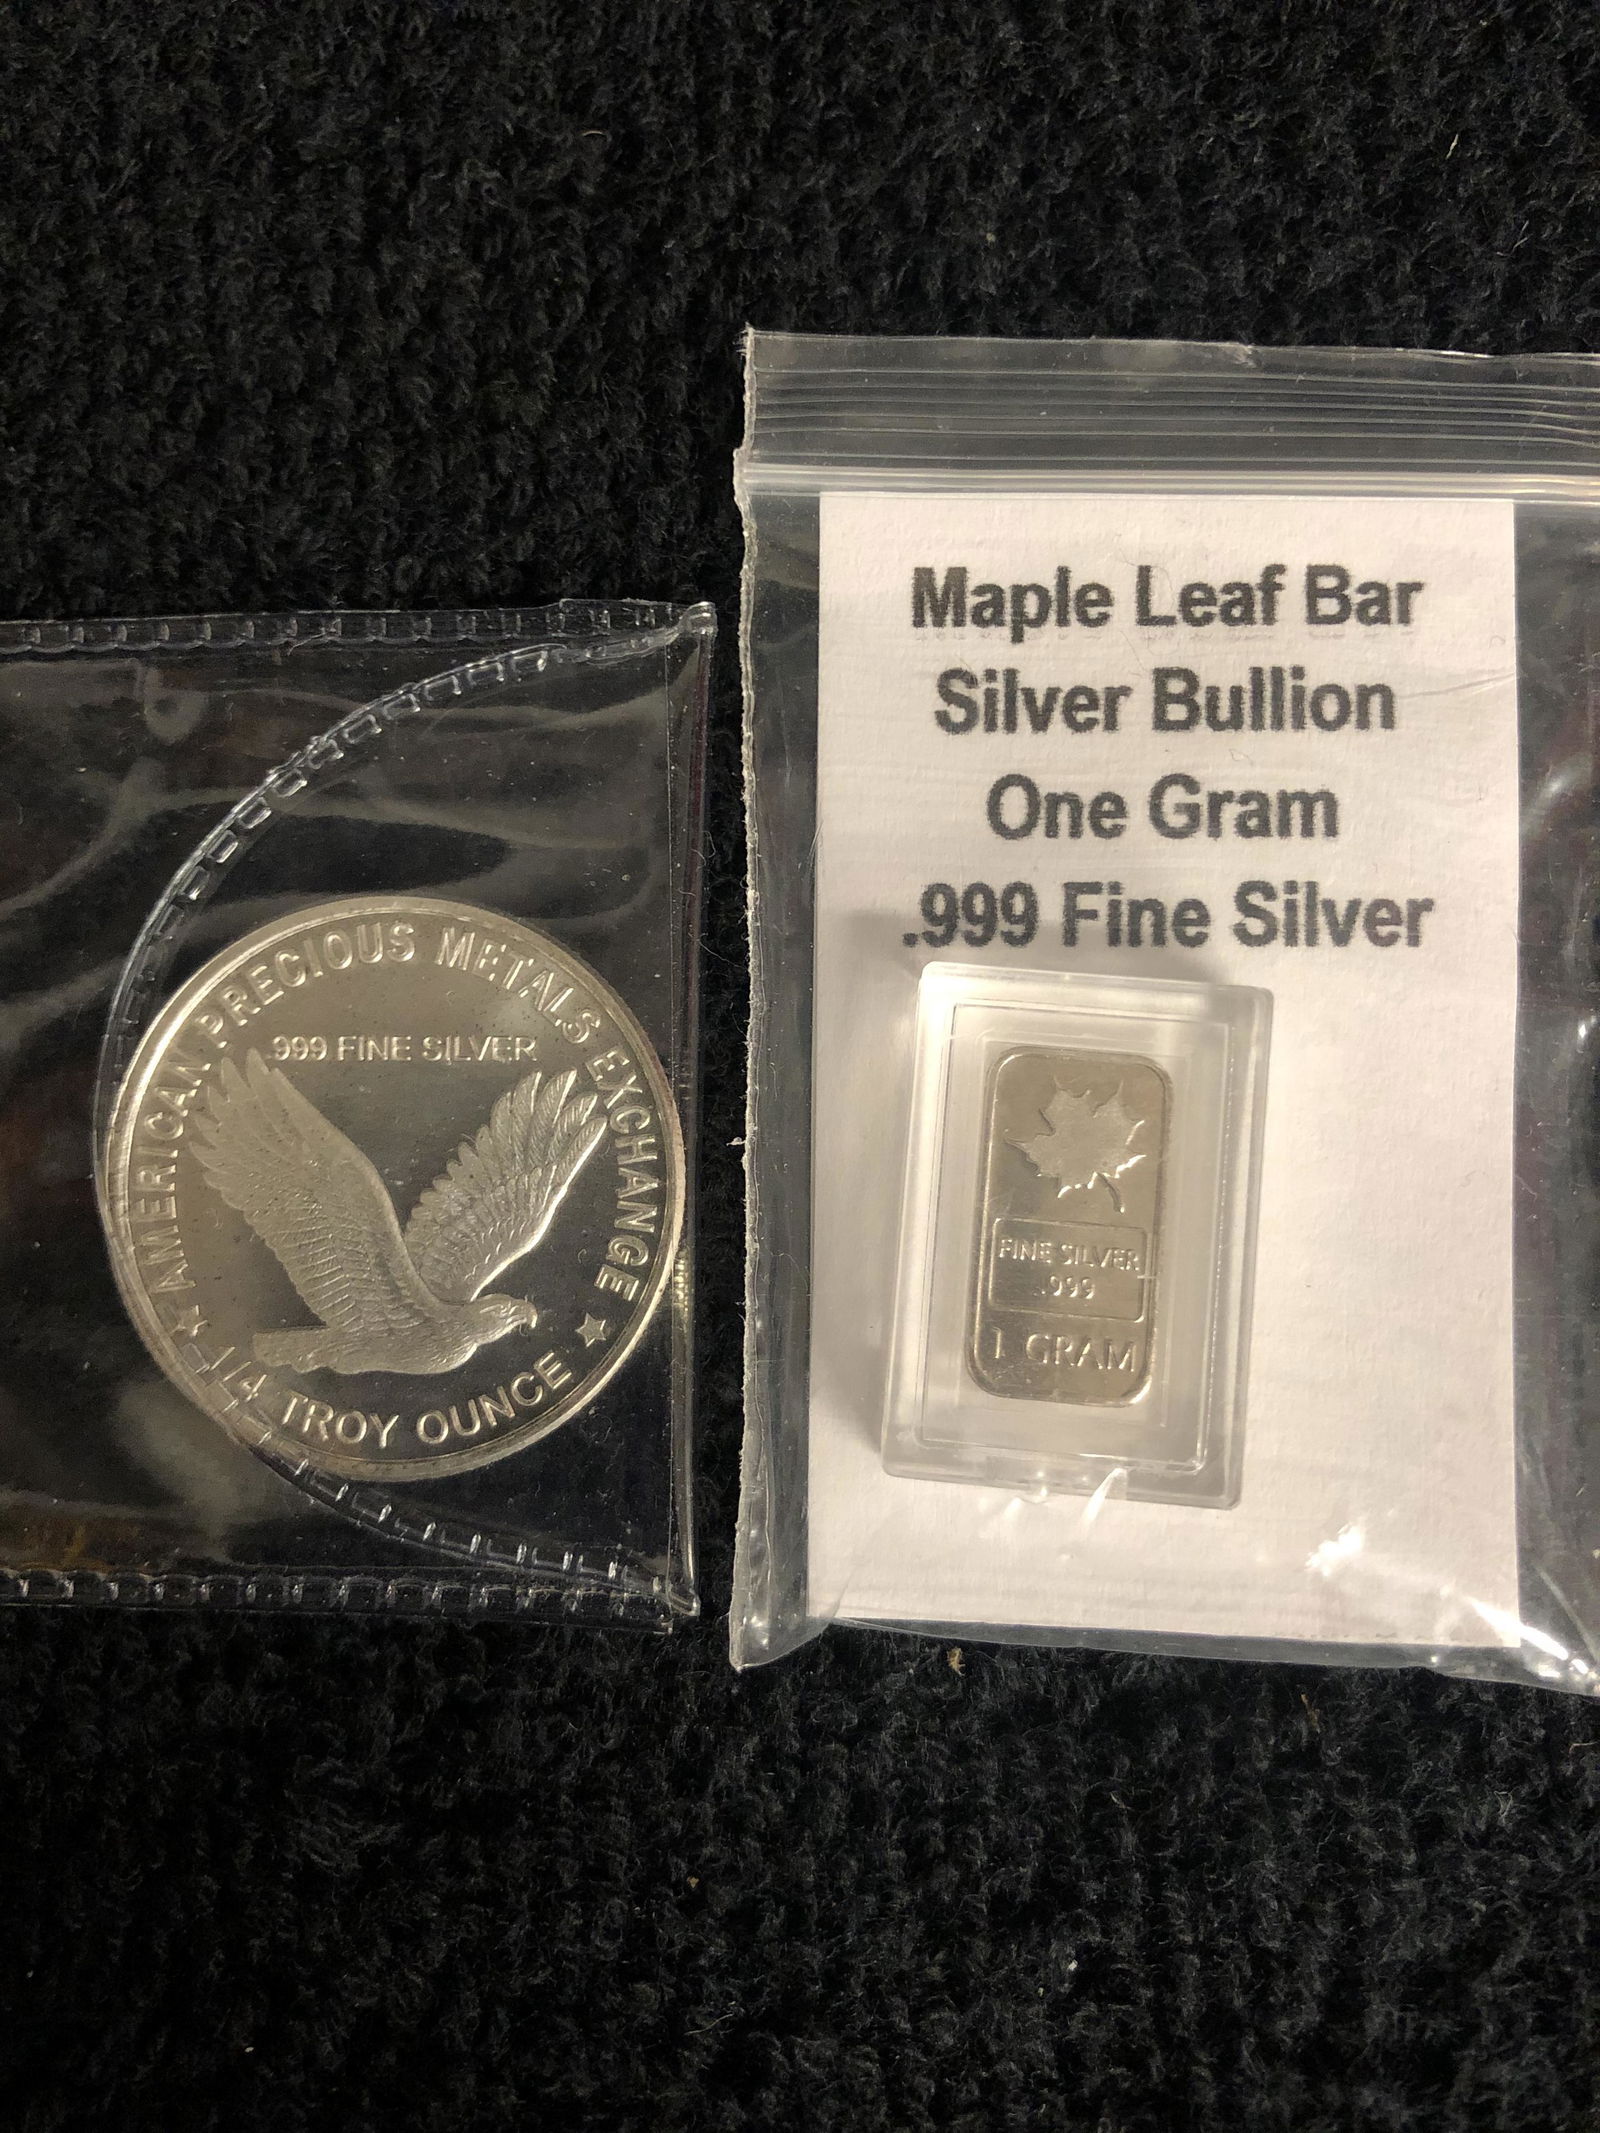 AMERICAN PRECIOUS METALS EXCHANGE
.999 FINE SILVER
1/4 TROY OUNCE
Maple Leaf Bar
Silver Bullion
One Gram
.999 Fine Silver
FINE SILVER
.999
1 GRAM